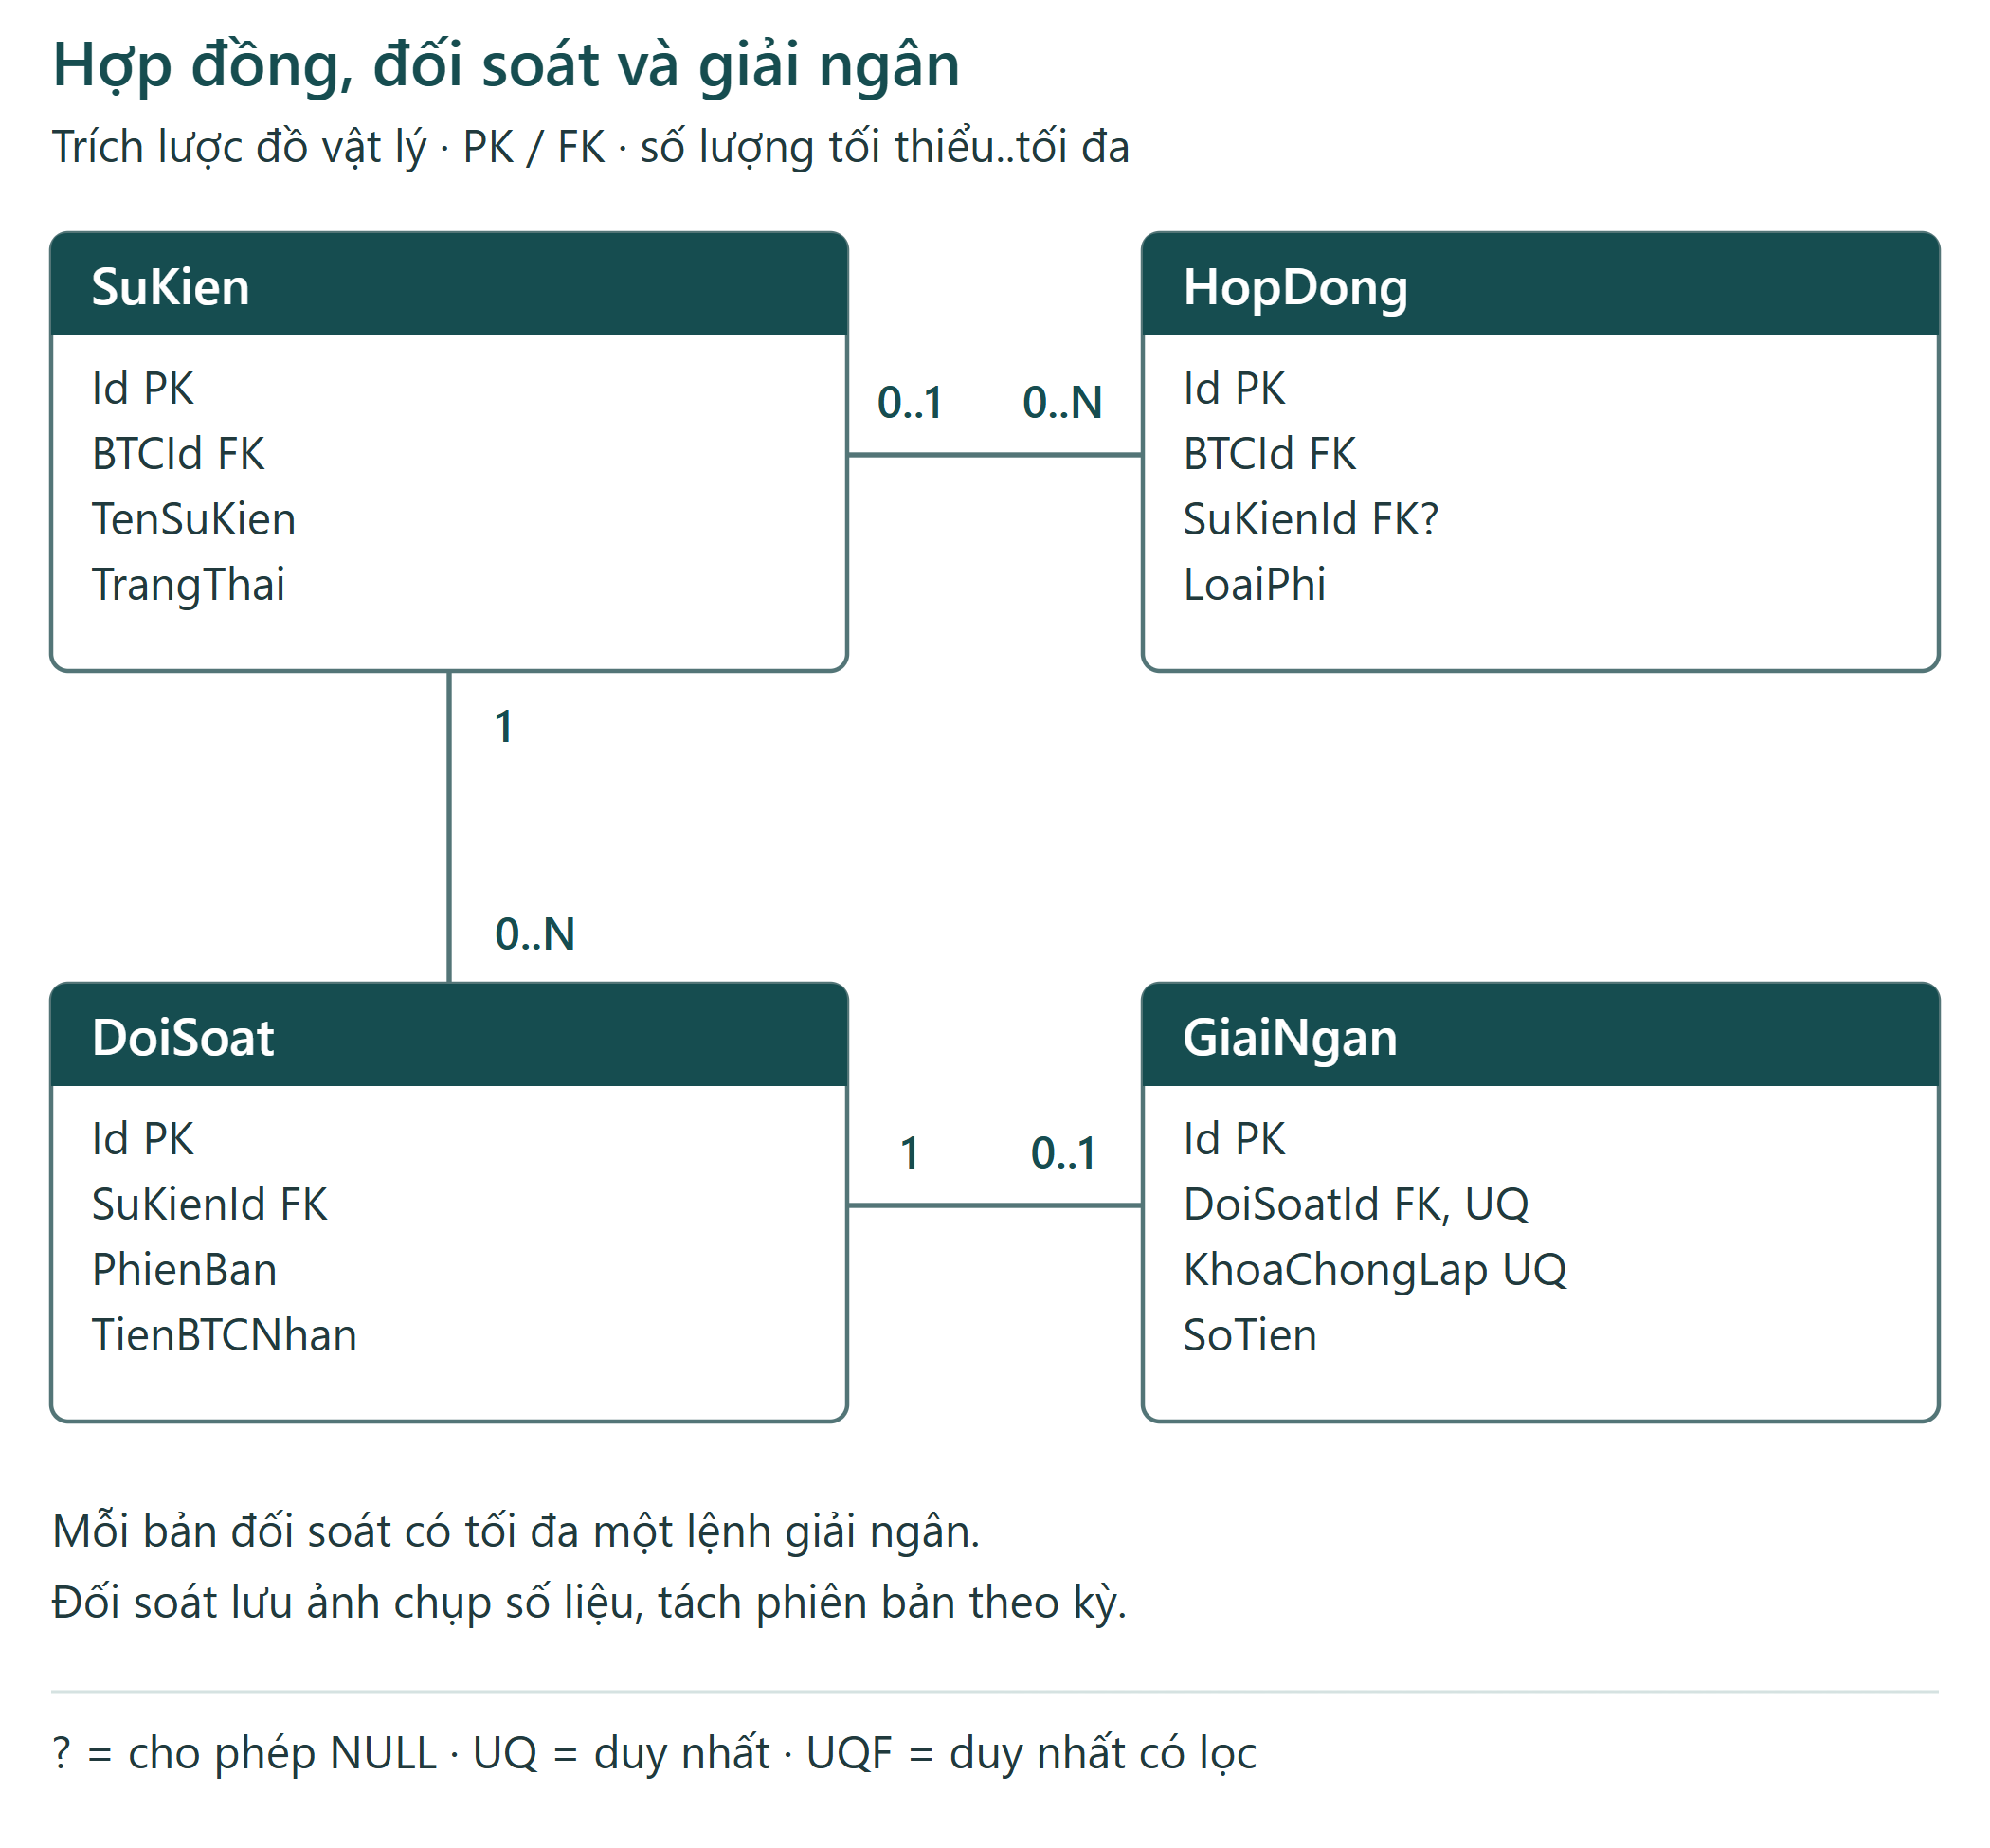 Hợp đồng, đối soát và giải ngân
Trích lược đồ vật lý · PK / FK · số lượng tối thiểu..tối đa
SuKien
Id PK
BTCId FK
TenSuKien
TrangThai
0..1
0..N
HopDong
Id PK
BTCId FK
SuKienId FK?
LoaiPhi
1
0..N
DoiSoat
Id PK
SuKienId FK
PhienBan
TienBTCNhan
1
0..1
GiaiNgan
Id PK
DoiSoatId FK, UQ
KhoaChongLap UQ
SoTien
Mỗi bản đối soát có tối đa một lệnh giải ngân.
Đối soát lưu ảnh chụp số liệu, tách phiên bản theo kỳ.
? = cho phép NULL · UQ = duy nhất · UQF = duy nhất có lọc